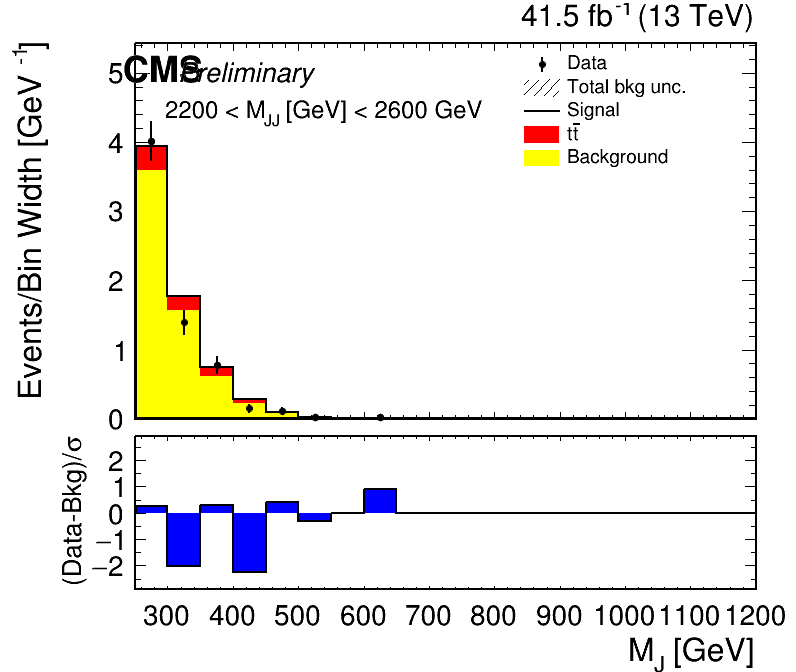 41.5 fb⁻¹ (13 TeV)
CMS Preliminary
2200 < M_JJ [GeV] < 2600 GeV
Data
Total bkg unc.
Signal
tt̄
Background
Events/Bin Width [GeV⁻¹]
5
4
3
2
1
0
(Data-Bkg)/σ
2
1
0
−1
−2
300 400 500 600 700 800 900 1000 1100 1200
M_J [GeV]